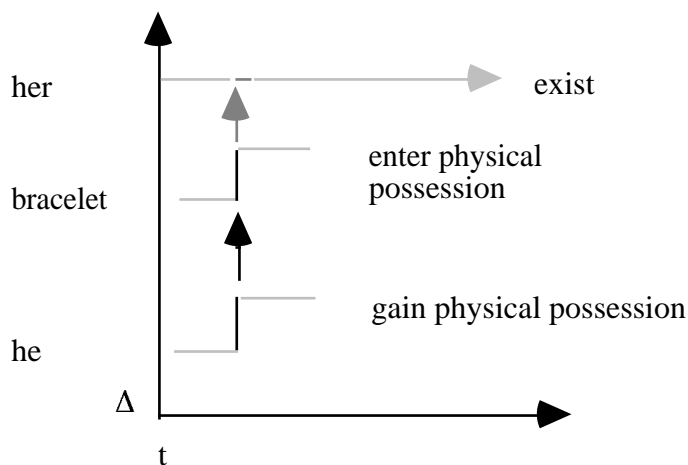 her
exist
enter physical
possession
bracelet
gain physical possession
he
Δ
t